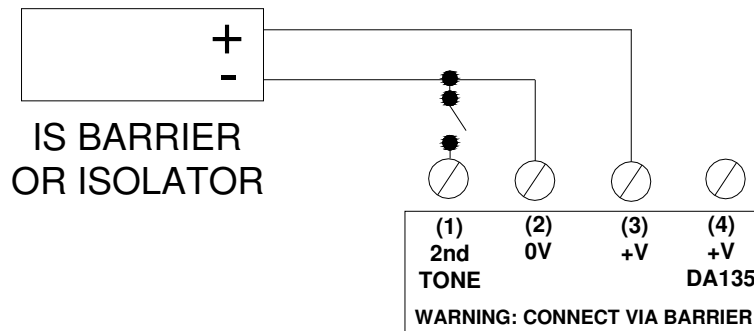 +
-
IS BARRIER
OR ISOLATOR
(1) (2) (3) (4)
2nd 0V +V +V
TONE DA135
WARNING: CONNECT VIA BARRIER